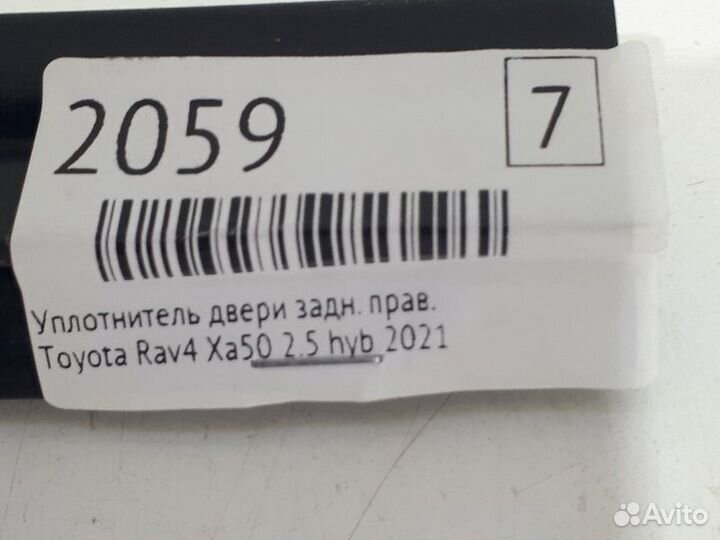 2059
7
Уплотнитель двери задн. прав.
Toyota Rav4 Xa50 2.5 hyb 2021
Avito